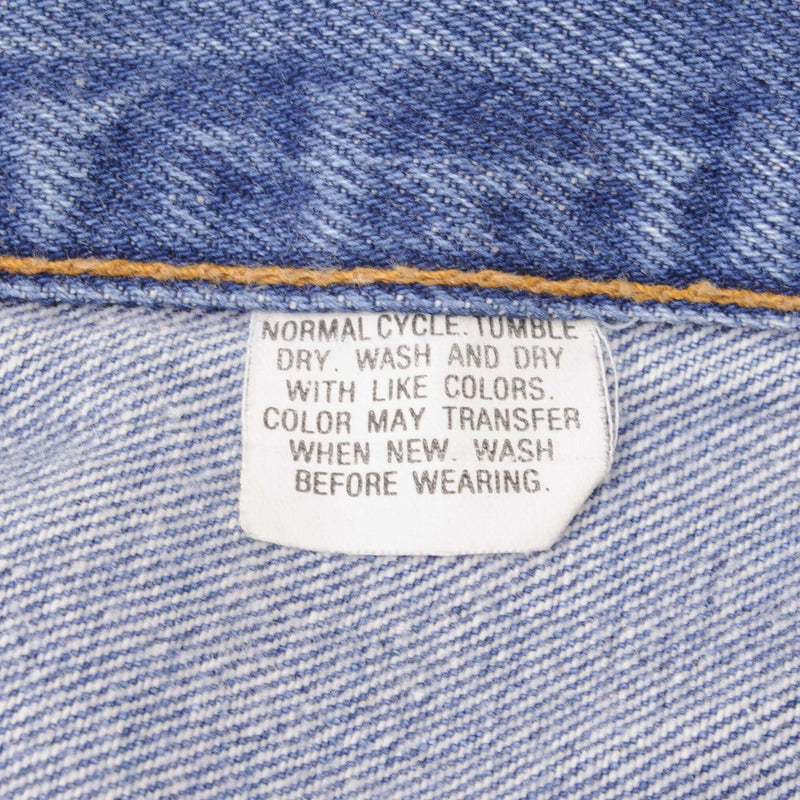 NORMAL CYCLE. TUMBLE
DRY. WASH AND DRY
WITH LIKE COLORS.
COLOR MAY TRANSFER
WHEN NEW. WASH
BEFORE WEARING.